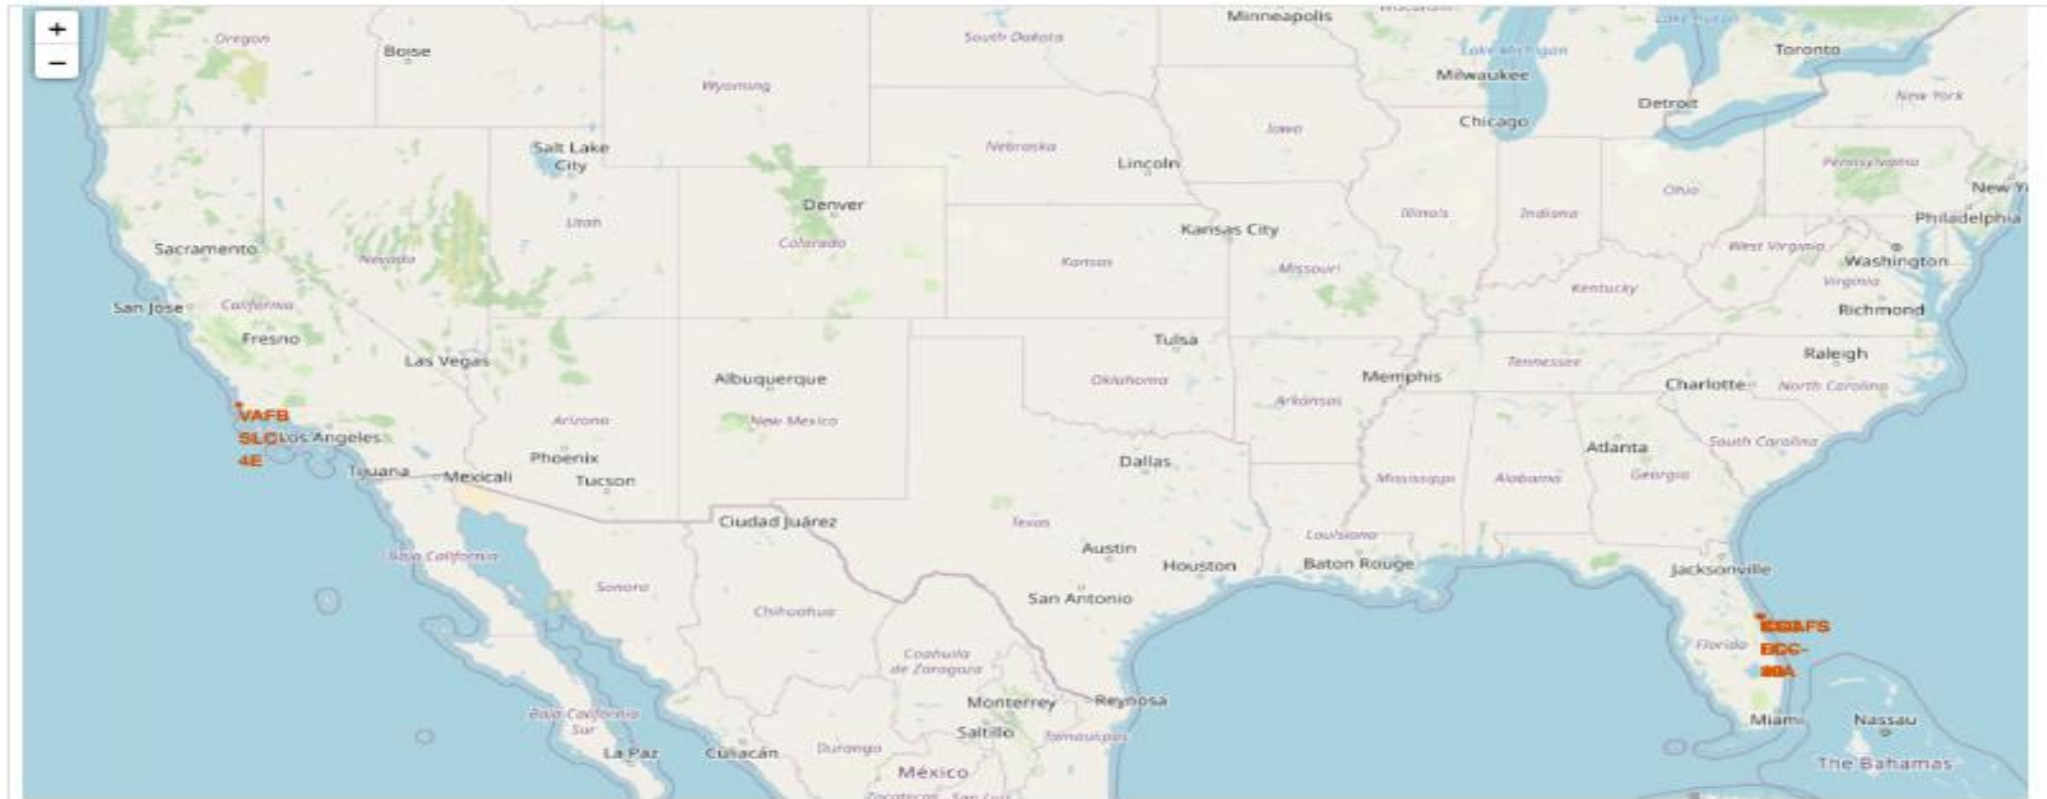 +
−
Oregon
Boise
Wyoming
South Dakota
Minneapolis
Lake Michigan
Milwaukee
Lake Huron
Toronto
Detroit
New York
Chicago
Iowa
Nebraska
Lincoln
Salt Lake
City
Pennsylvania
Ohio
Philadelphia
Denver
Utah
Colorado
Illinois
Indiana
Kansas City
West Virginia
Washington
Sacramento
Nevada
Kansas
Missouri
Kentucky
Virginia
Richmond
San Jose
California
Fresno
Las Vegas
Tulsa
Tennessee
Raleigh
Albuquerque
Oklahoma
Memphis
Charlotte
North Carolina
Arkansas
VAFB
SLC
4E
Los Angeles
Arizona
New Mexico
Phoenix
Tucson
Tijuana
Mexicali
Dallas
Atlanta
South Carolina
Mississippi
Alabama
Georgia
Ciudad Juárez
Texas
Louisiana
Austin
Houston
Baton Rouge
Jacksonville
Baja California
Sonora
Chihuahua
San Antonio
Florida
Coahuila
de Zaragoza
Monterrey
Reynosa
Saltillo
Tamaulipas
Baja California
Sur
La Paz
Culiacán
Durango
México
Miami
Nassau
The Bahamas
Zacatecas
San Luis